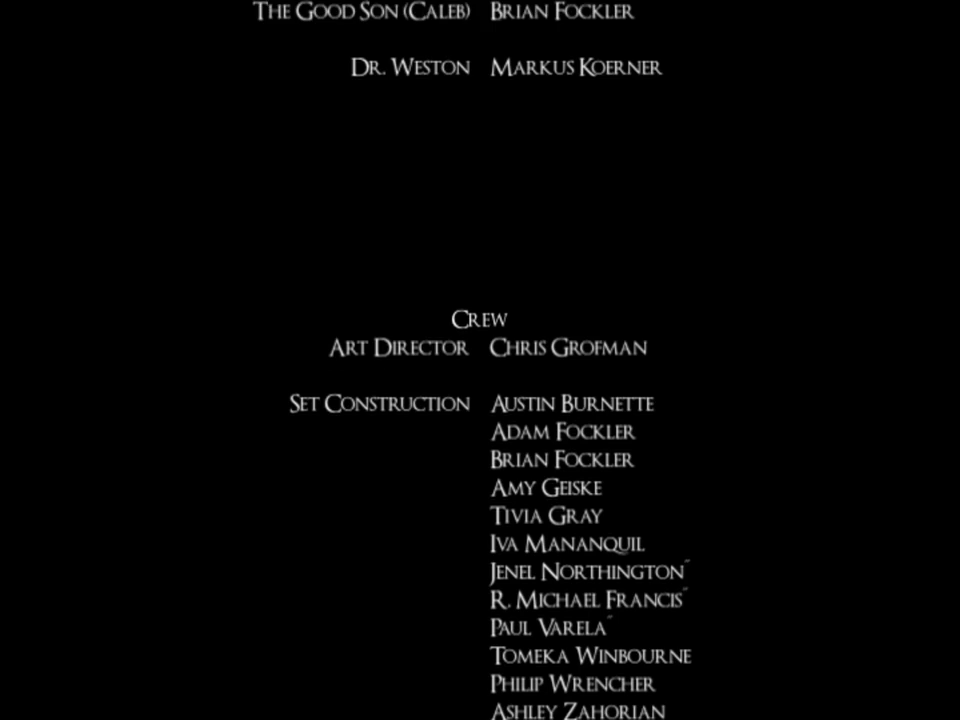 The Good Son (Caleb) Brian Fockler
Dr. Weston Markus Koerner
Crew
Art Director Chris Grofman
Set Construction Austin Burnette
Adam Fockler
Brian Fockler
Amy Geiske
Tivia Gray
Iva Mananquil
Jenel Northington
R. Michael Francis
Paul Varela
Tomeka Winbourne
Philip Wrencher
Ashley Zahorian